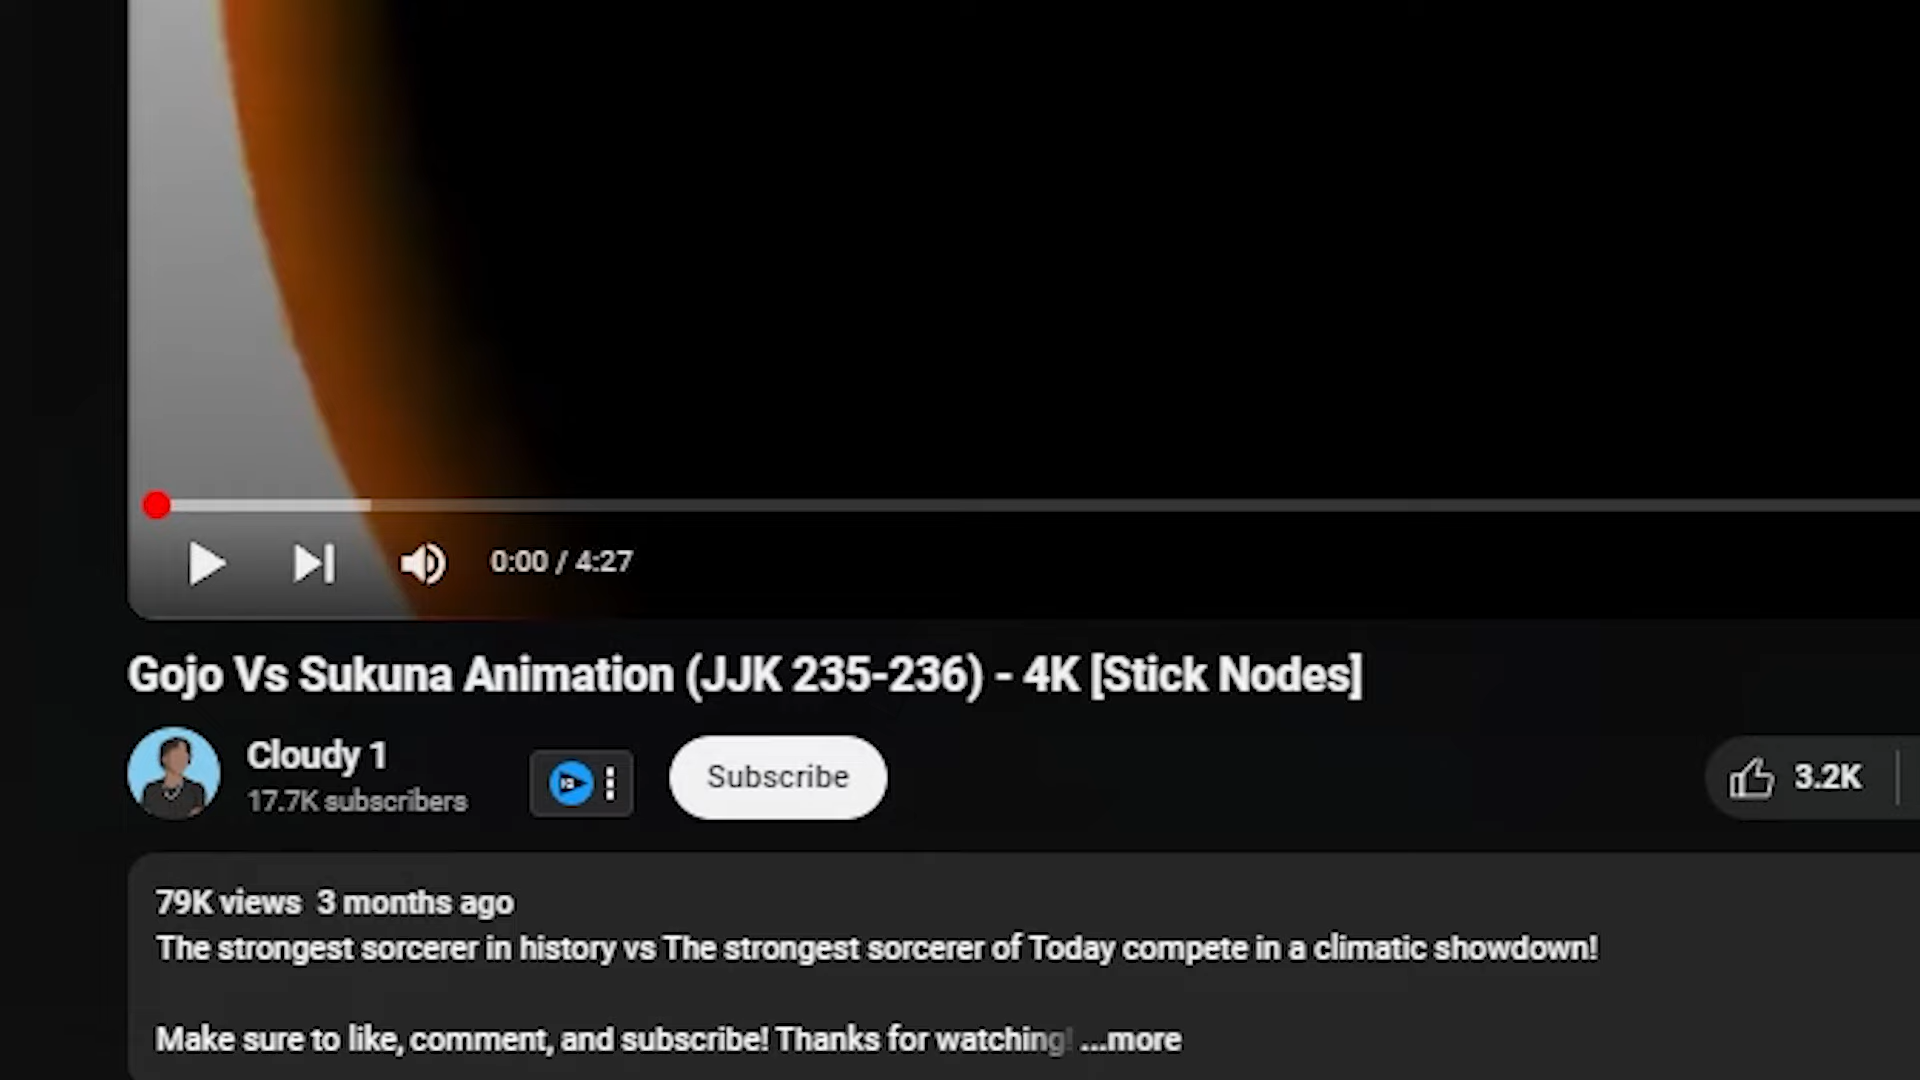 0:00 / 4:27
Gojo Vs Sukuna Animation (JJK 235-236) - 4K [Stick Nodes]
Cloudy 1
17.7K subscribers
Subscribe
3.2K
79K views 3 months ago
The strongest sorcerer in history vs The strongest sorcerer of Today compete in a climatic showdown!
Make sure to like, comment, and subscribe! Thanks for watching! ...more